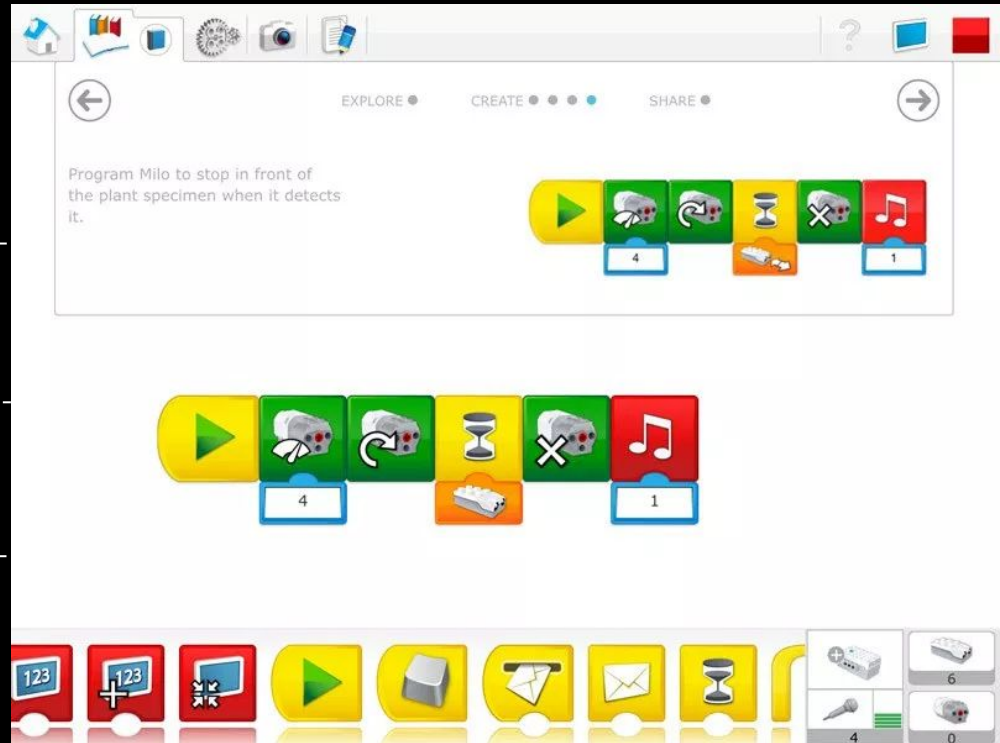 ?
EXPLORE CREATE SHARE
Program Milo to stop in front of
the plant specimen when it detects
it.
4 1
4 1
123 123
6
4 0